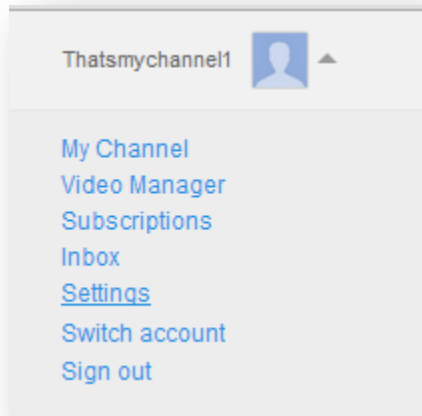 Thatsmychannel1
My Channel
Video Manager
Subscriptions
Inbox
Settings
Switch account
Sign out